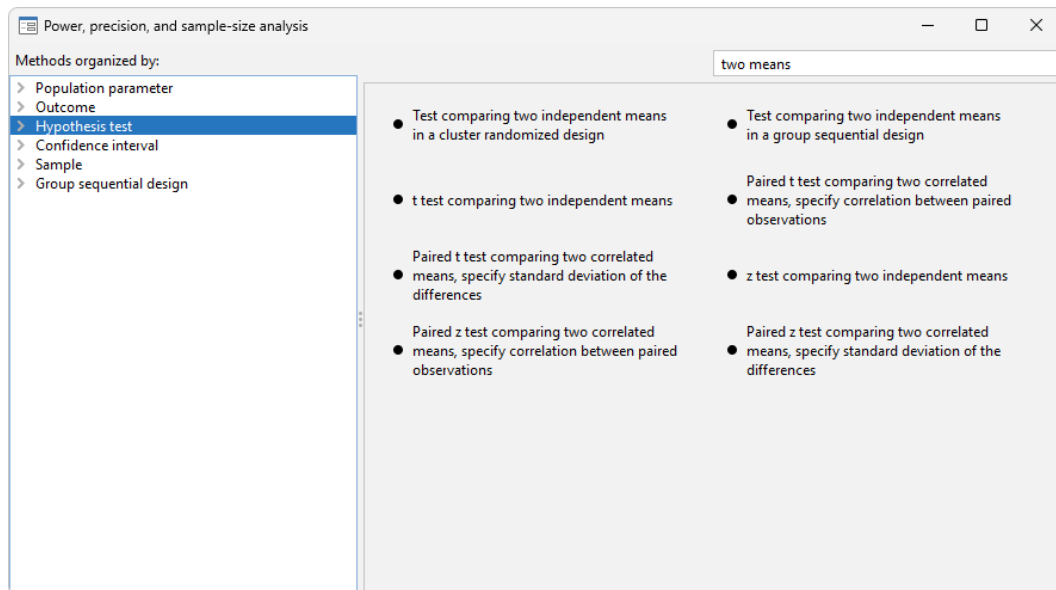 Power, precision, and sample-size analysis
Methods organized by:
two means
Population parameter
Outcome
Hypothesis test
Confidence interval
Sample
Group sequential design
Test comparing two independent means
in a cluster randomized design
Test comparing two independent means
in a group sequential design
t test comparing two independent means
Paired t test comparing two correlated
means, specify correlation between paired
observations
Paired t test comparing two correlated
means, specify standard deviation of the
differences
z test comparing two independent means
Paired z test comparing two correlated
means, specify correlation between paired
observations
Paired z test comparing two correlated
means, specify standard deviation of the
differences